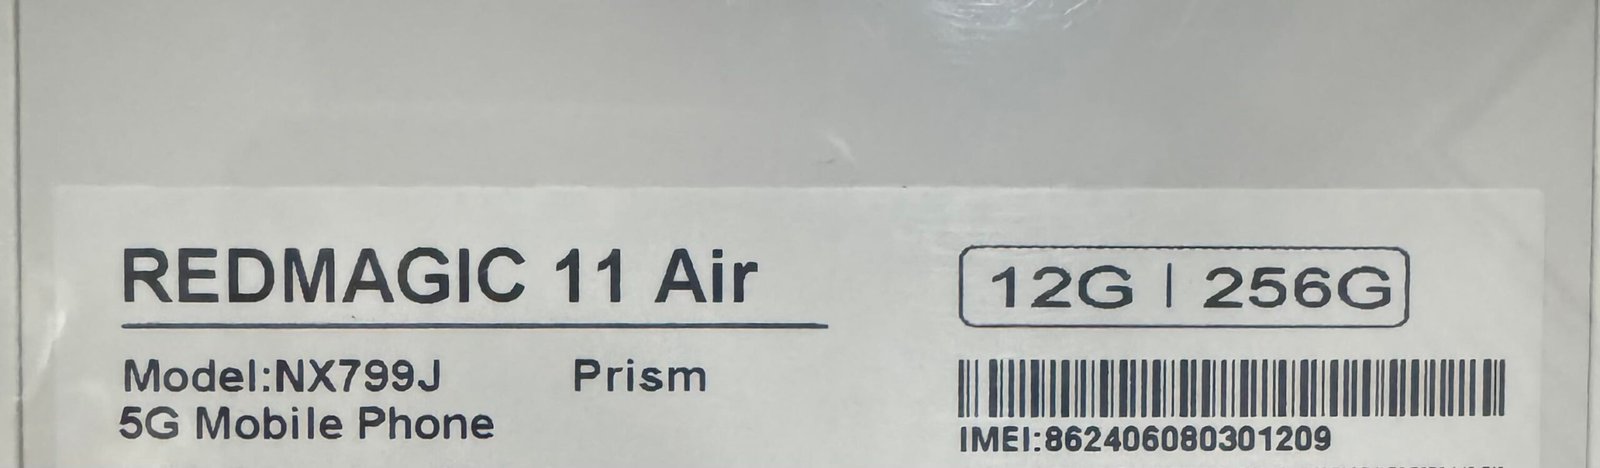 REDMAGIC 11 Air
12G | 256G
Model:NX799J Prism
5G Mobile Phone
IMEI:862406080301209